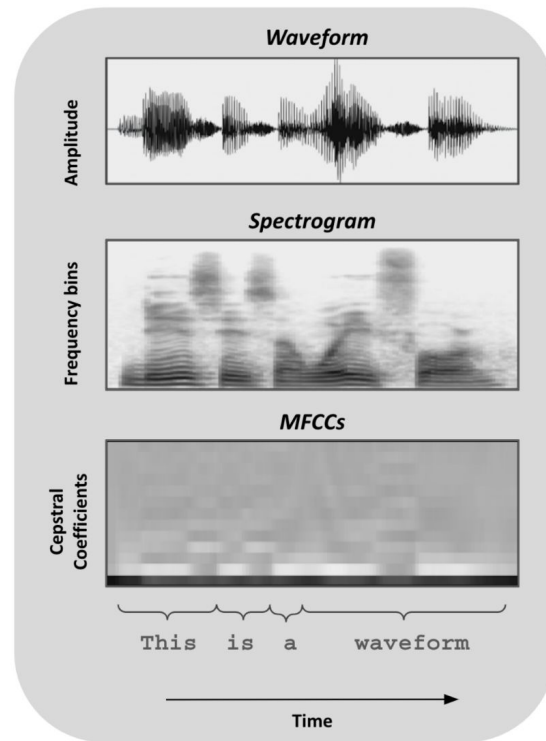 Waveform
Amplitude
Spectrogram
Frequency bins
MFCCs
Cepstral
Coefficients
This is a waveform
Time